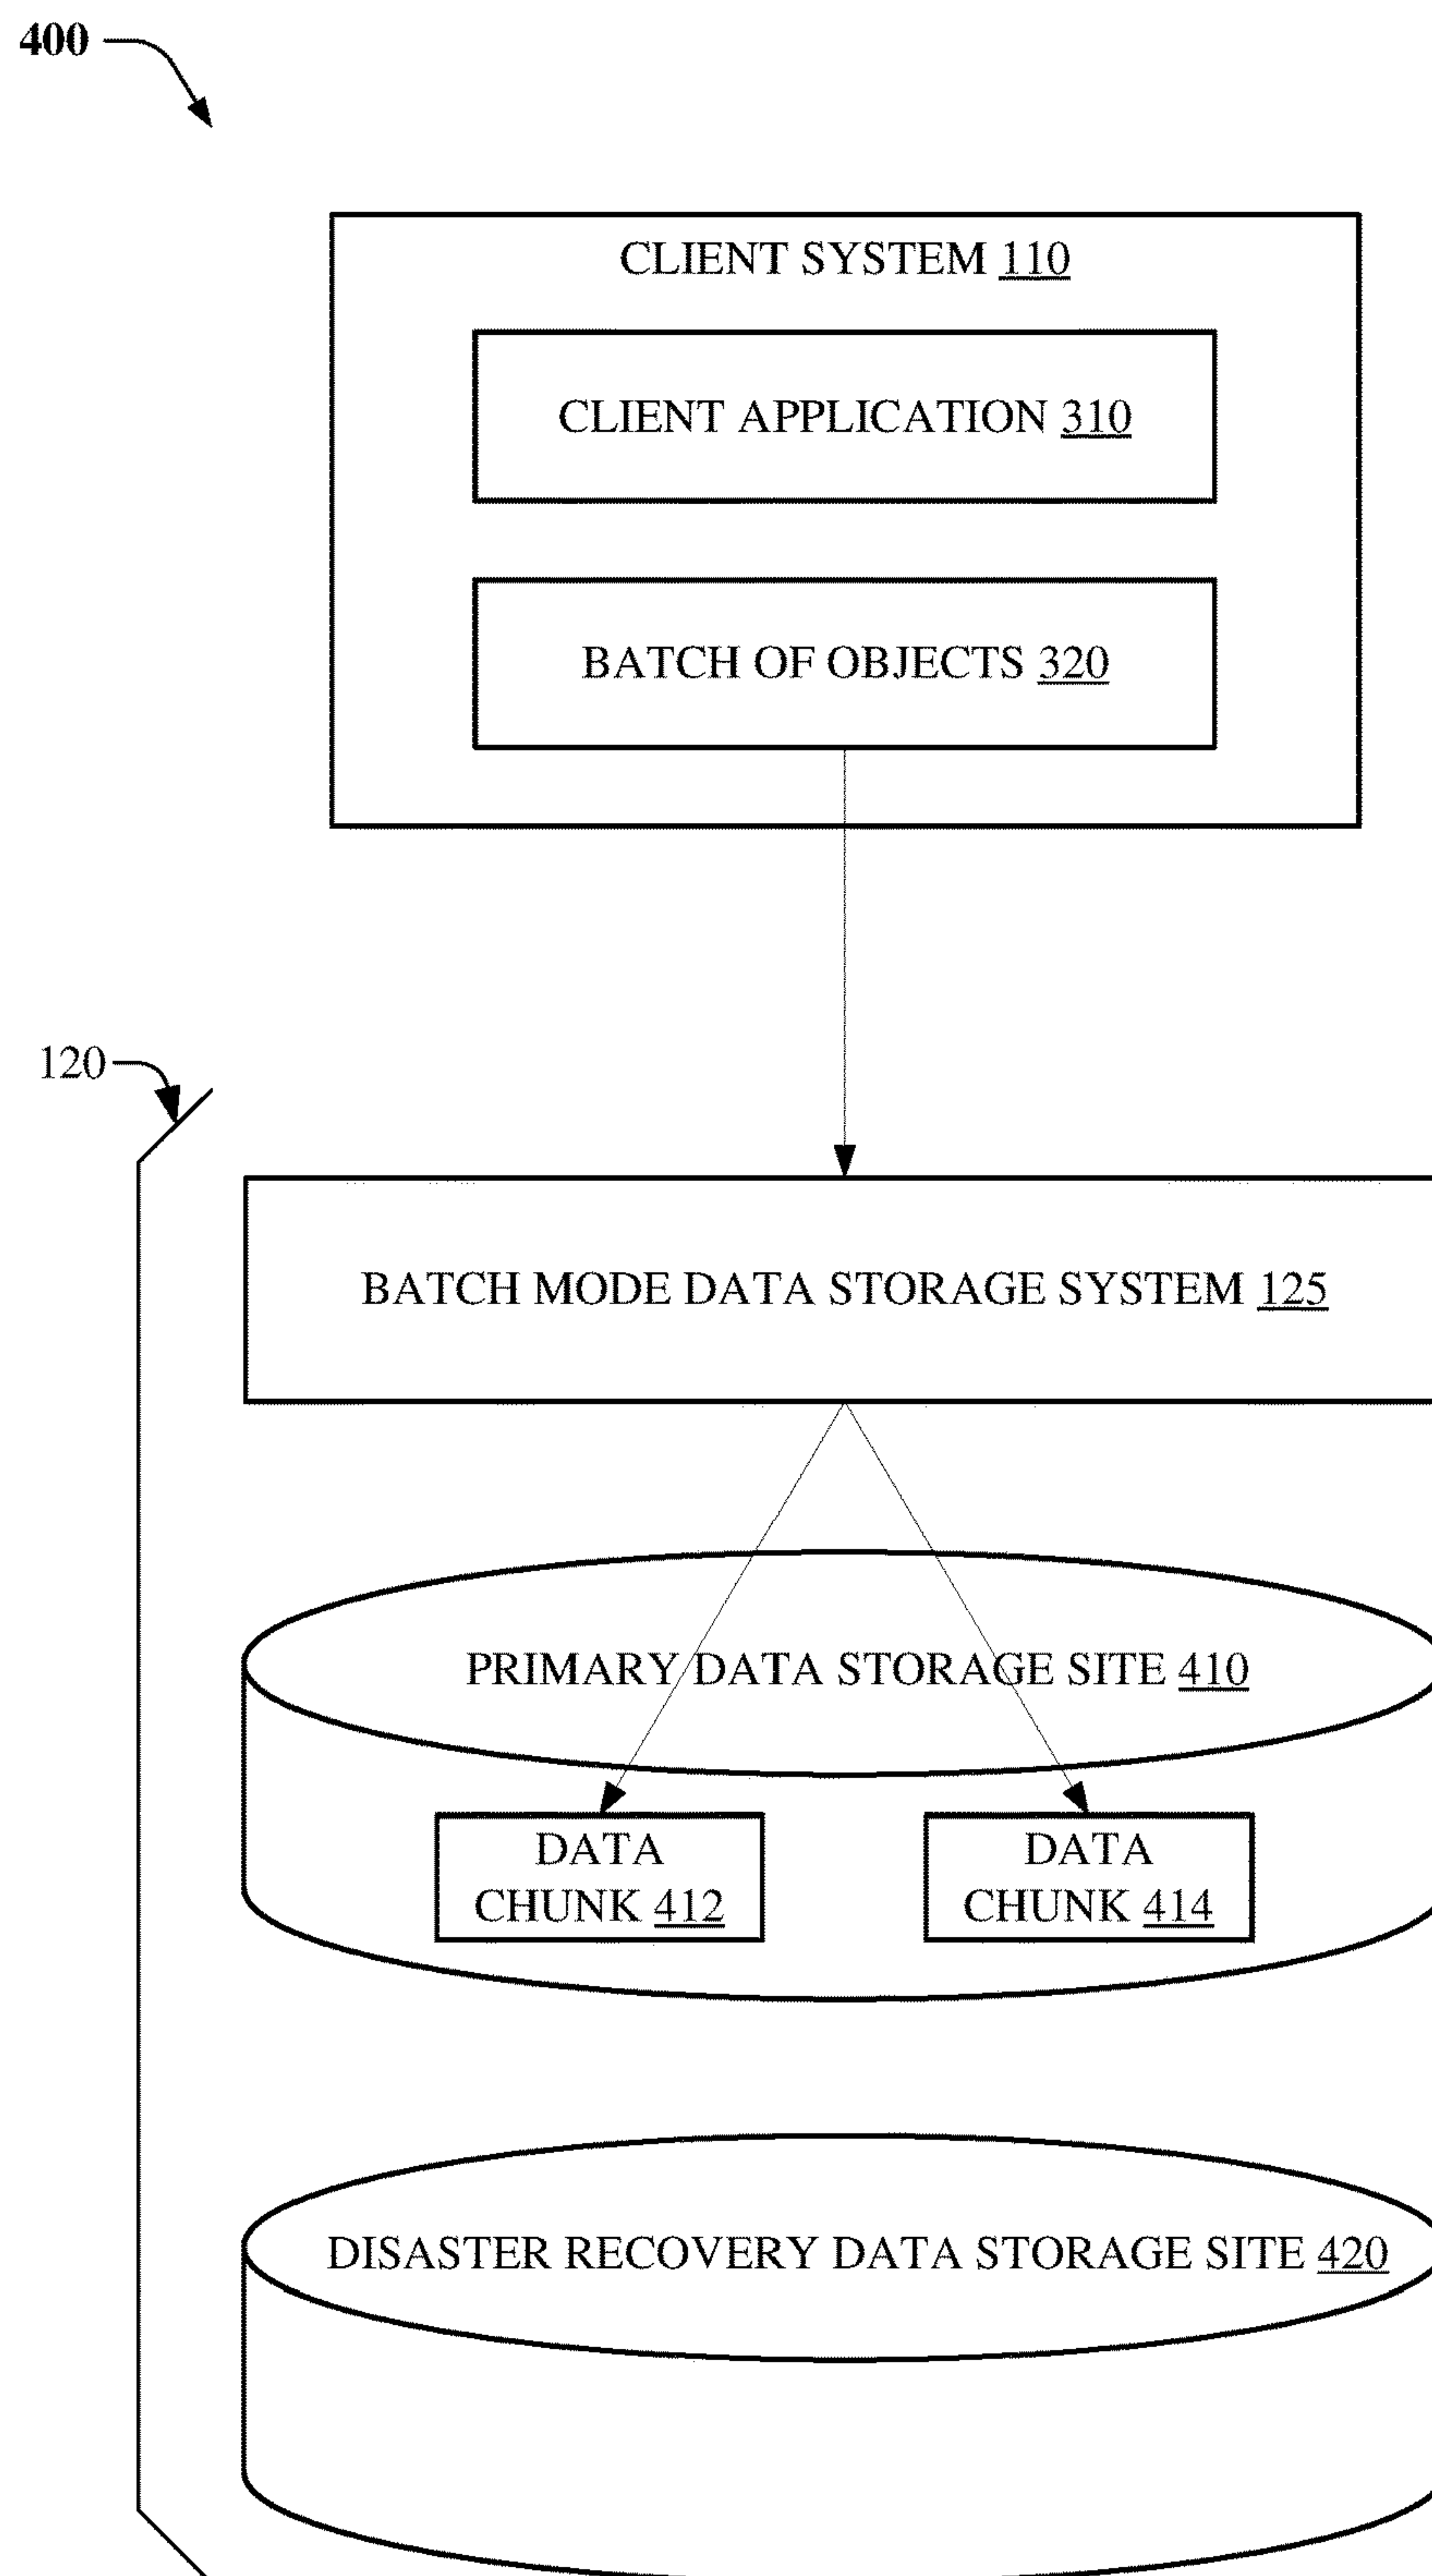 400
CLIENT SYSTEM 110
CLIENT APPLICATION 310
BATCH OF OBJECTS 320
120
BATCH MODE DATA STORAGE SYSTEM 125
PRIMARY DATA STORAGE SITE 410
DATA
CHUNK 412
DATA
CHUNK 414
DISASTER RECOVERY DATA STORAGE SITE 420